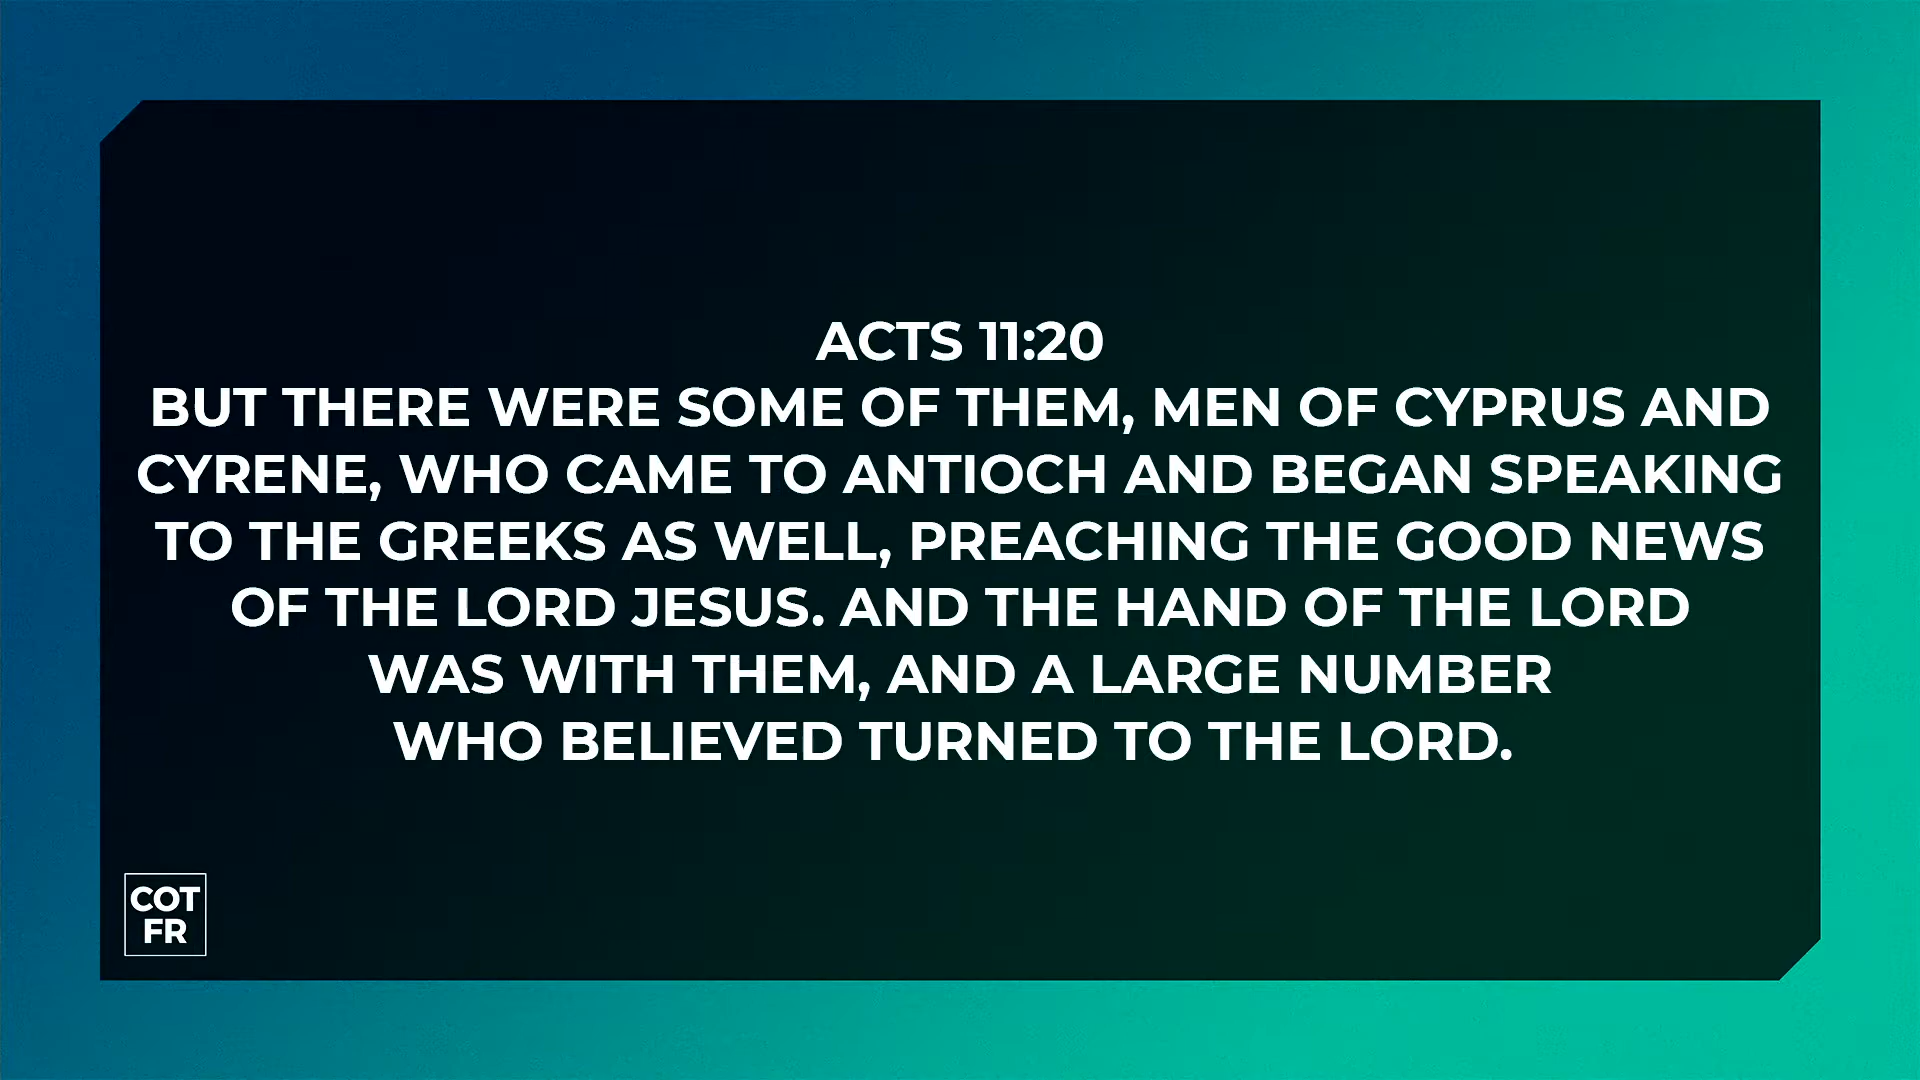 ACTS 11:20
BUT THERE WERE SOME OF THEM, MEN OF CYPRUS AND
CYRENE, WHO CAME TO ANTIOCH AND BEGAN SPEAKING
TO THE GREEKS AS WELL, PREACHING THE GOOD NEWS
OF THE LORD JESUS. AND THE HAND OF THE LORD
WAS WITH THEM, AND A LARGE NUMBER
WHO BELIEVED TURNED TO THE LORD.
COT
FR